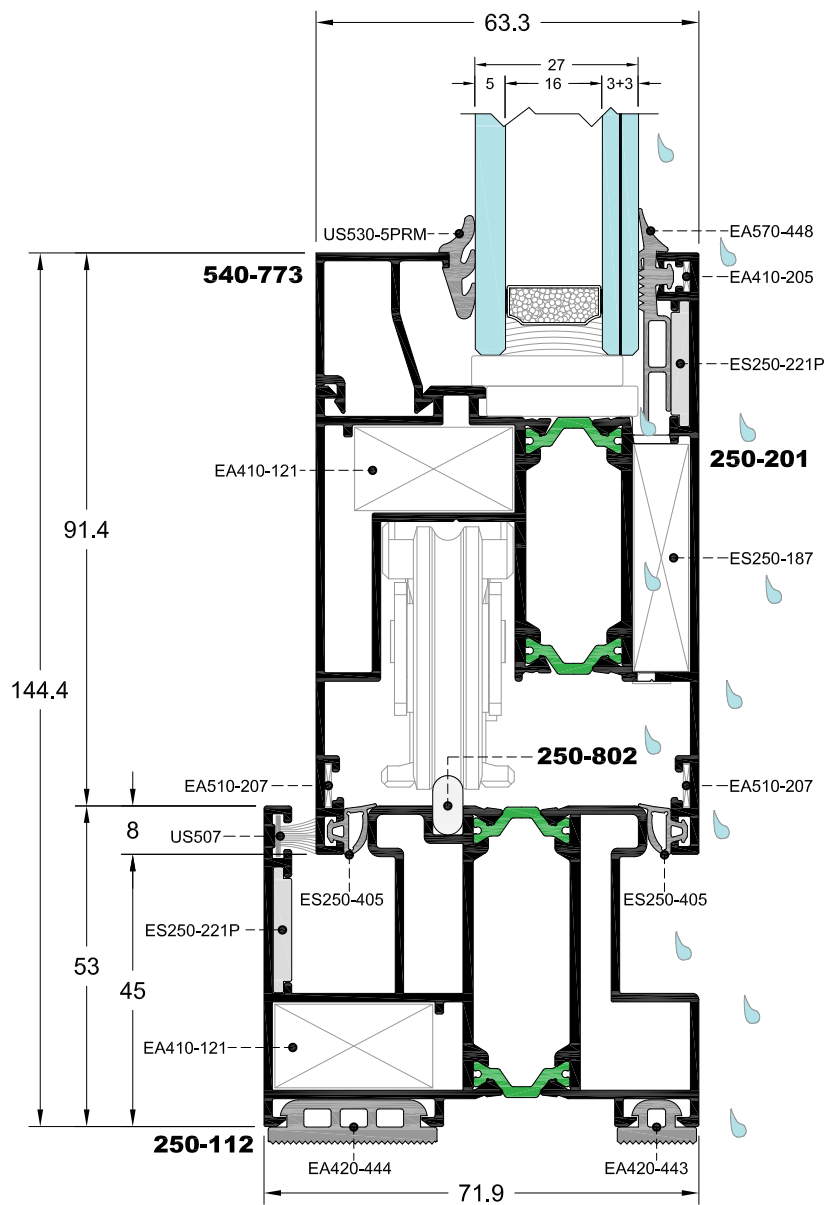 63.3
27
5 16 3+3
US530-5PRM
EA570-448
540-773
EA410-205
ES250-221P
EA410-121
250-201
91.4
ES250-187
144.4
250-802
EA510-207
EA510-207
8
US507
ES250-405
ES250-405
ES250-221P
53
45
EA410-121
250-112
EA420-444
EA420-443
71.9